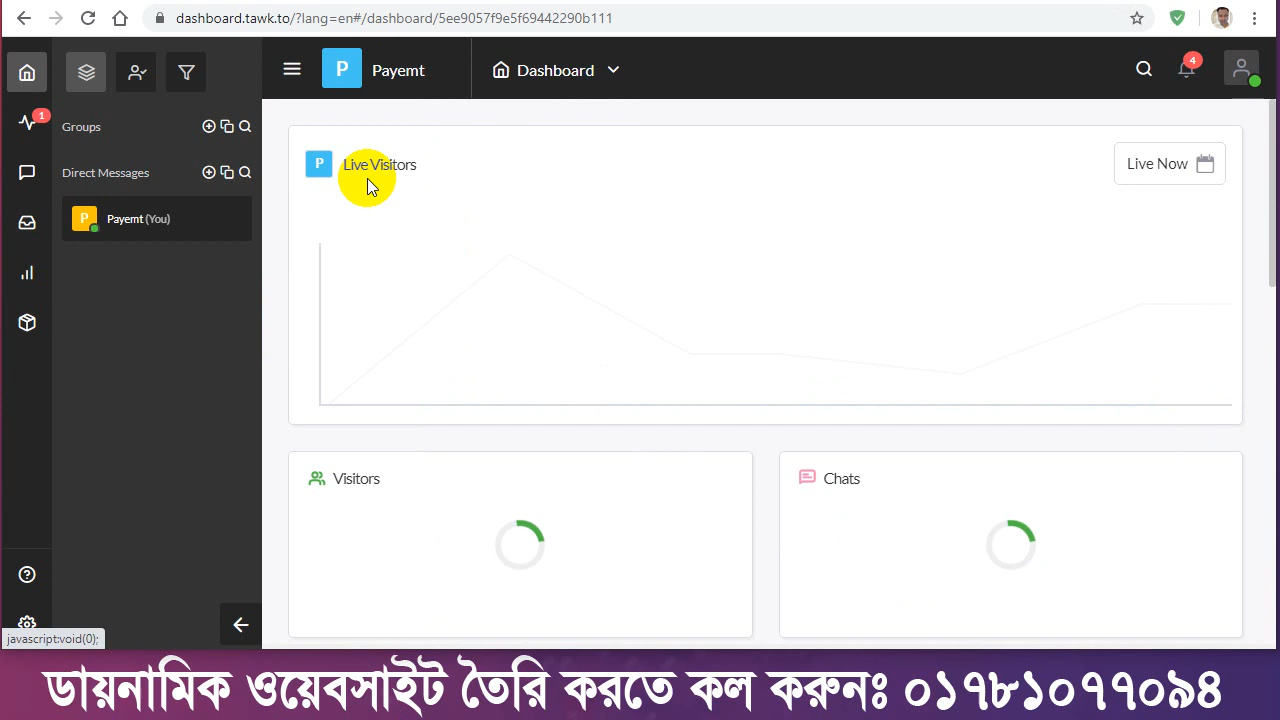 dashboard.tawk.to/?lang=en#/dashboard/5ee9057f9e5f69442290b111
P Payemt Dashboard 4
1
Groups
Direct Messages
P Payemt (You)
P Live Visitors Live Now
Visitors Chats
javascript:void(0);
ডায়নামিক ওয়েবসাইট তৈরি করতে কল করুনঃ ০১৭৮১০৭৭০৯৪